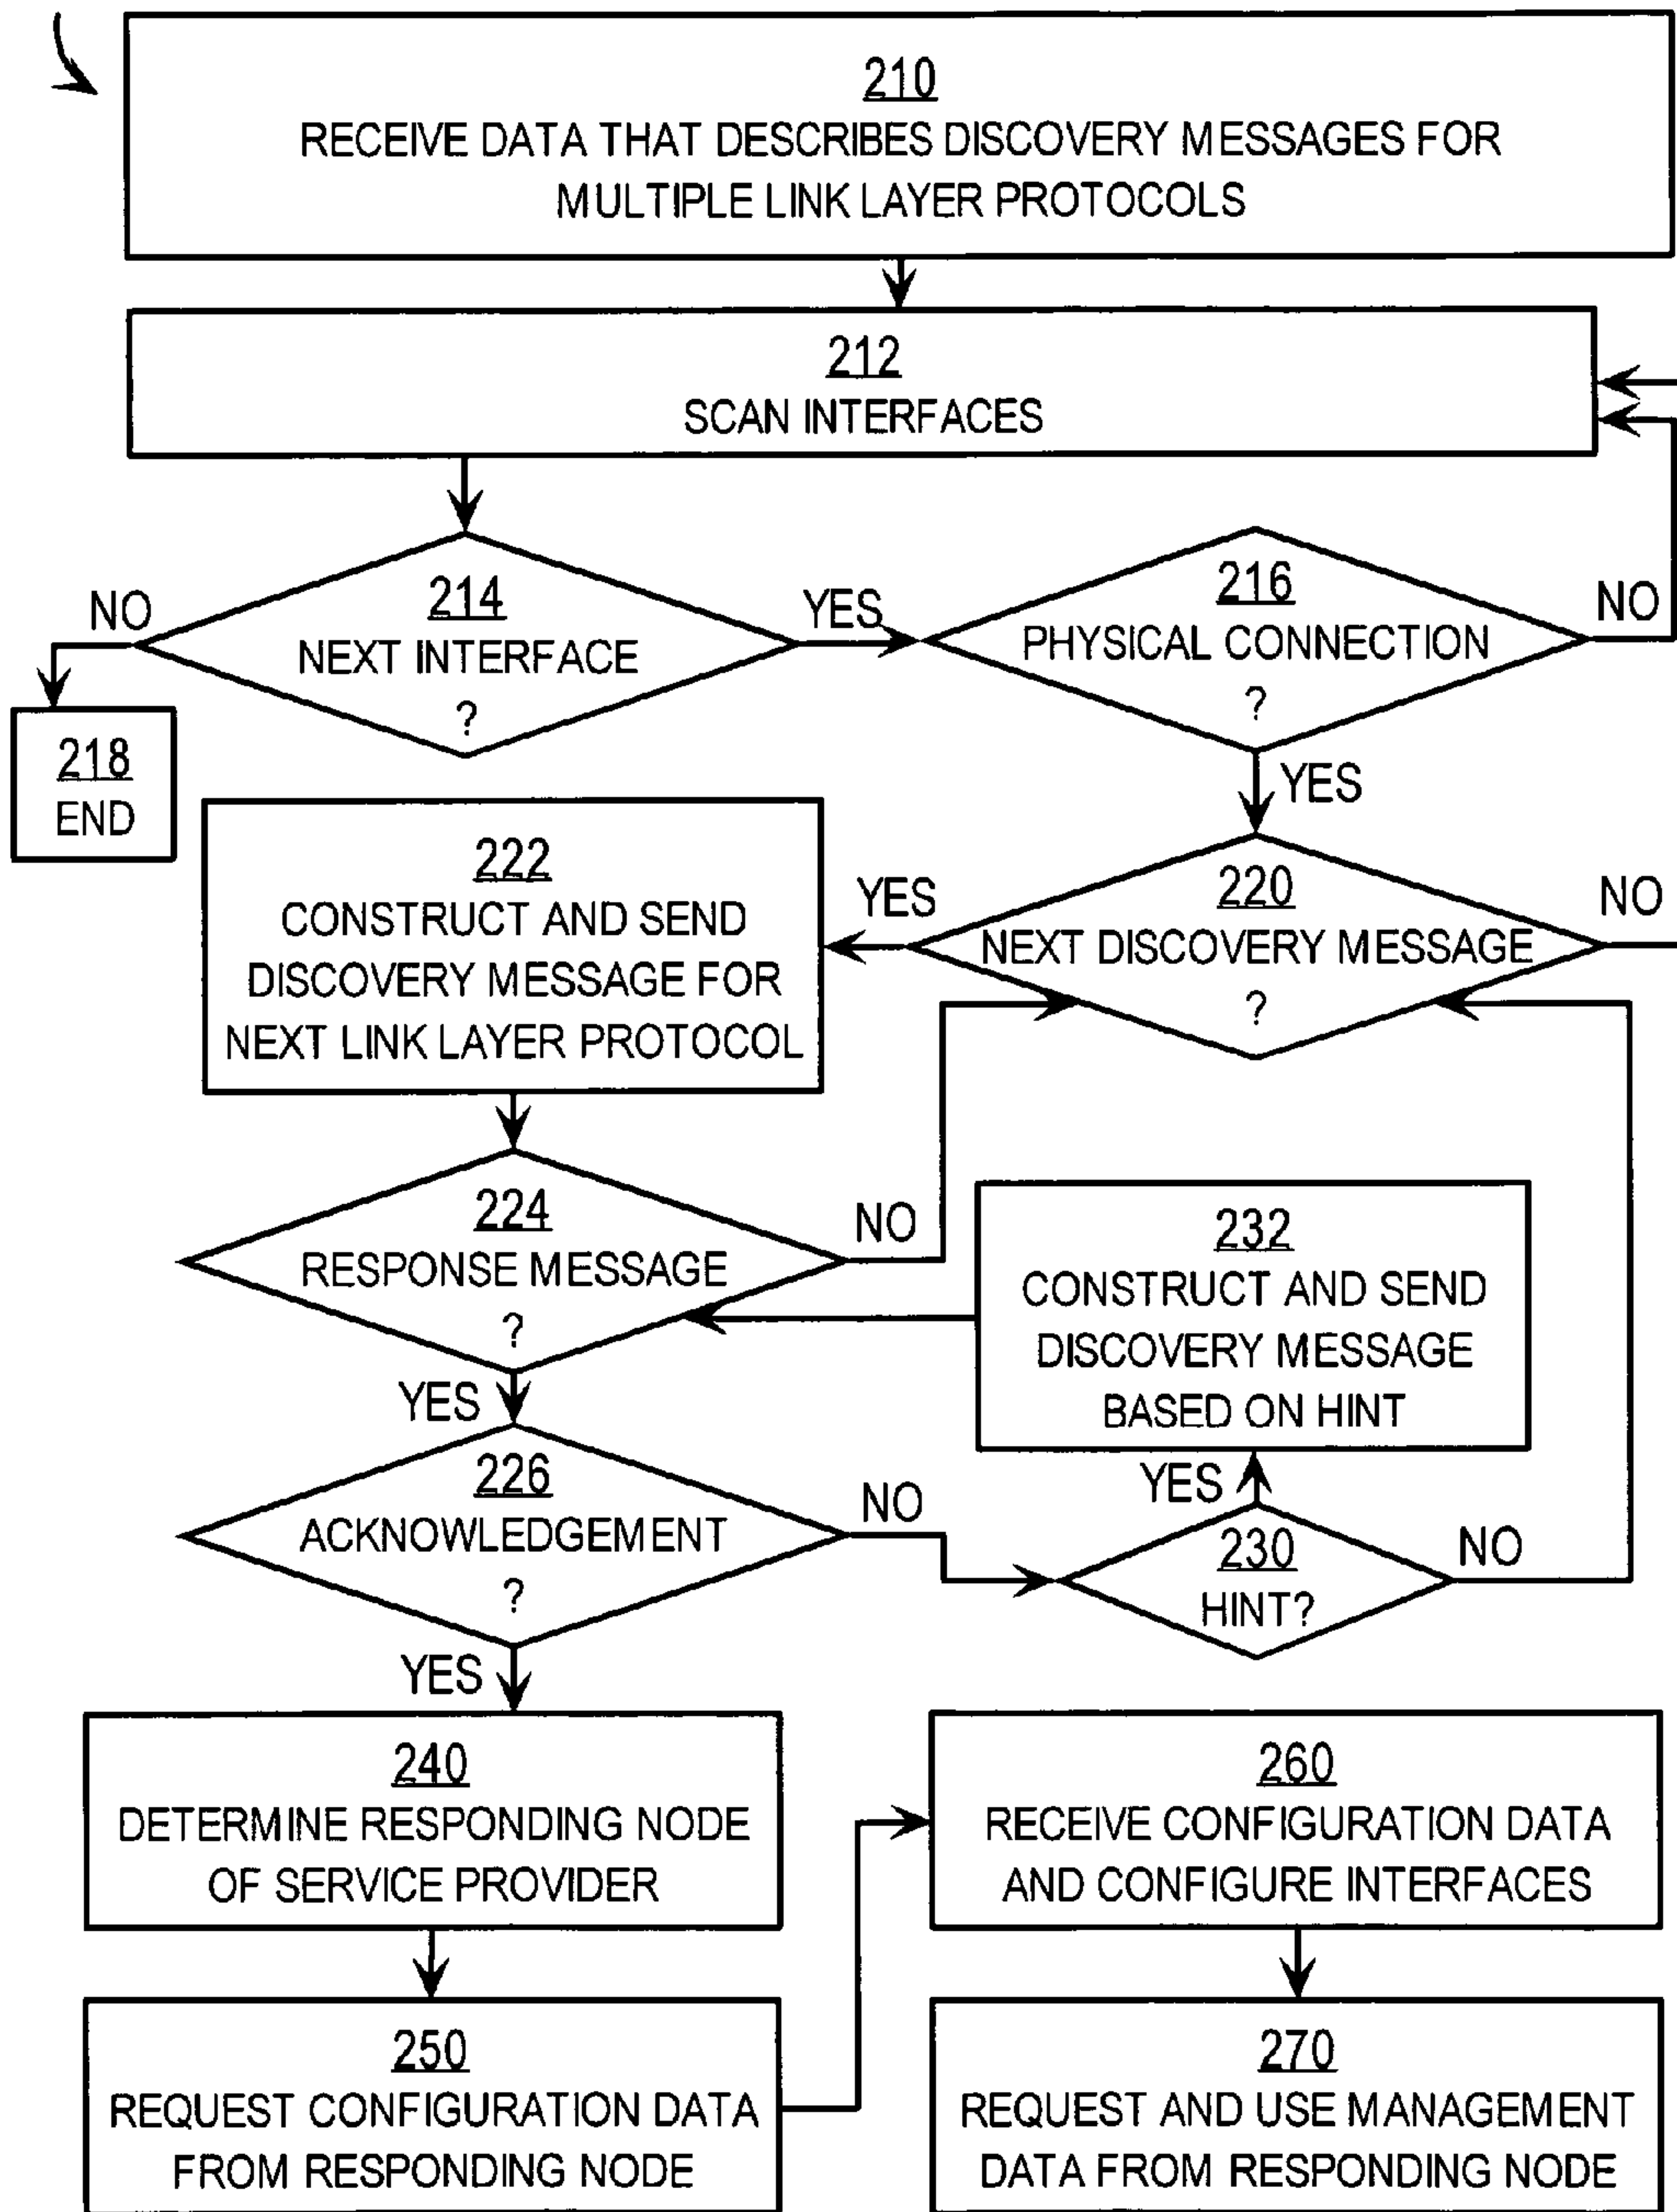 210
RECEIVE DATA THAT DESCRIBES DISCOVERY MESSAGES FOR
MULTIPLE LINK LAYER PROTOCOLS
212
SCAN INTERFACES
NO
214
NEXT INTERFACE
?
YES
216
PHYSICAL CONNECTION
?
NO
218
END
YES
222
CONSTRUCT AND SEND
DISCOVERY MESSAGE FOR
NEXT LINK LAYER PROTOCOL
YES
220
NEXT DISCOVERY MESSAGE
?
NO
224
RESPONSE MESSAGE
?
NO
232
CONSTRUCT AND SEND
DISCOVERY MESSAGE
BASED ON HINT
YES
226
ACKNOWLEDGEMENT
?
NO
YES
230
HINT?
NO
YES
240
DETERMINE RESPONDING NODE
OF SERVICE PROVIDER
260
RECEIVE CONFIGURATION DATA
AND CONFIGURE INTERFACES
250
REQUEST CONFIGURATION DATA
FROM RESPONDING NODE
270
REQUEST AND USE MANAGEMENT
DATA FROM RESPONDING NODE